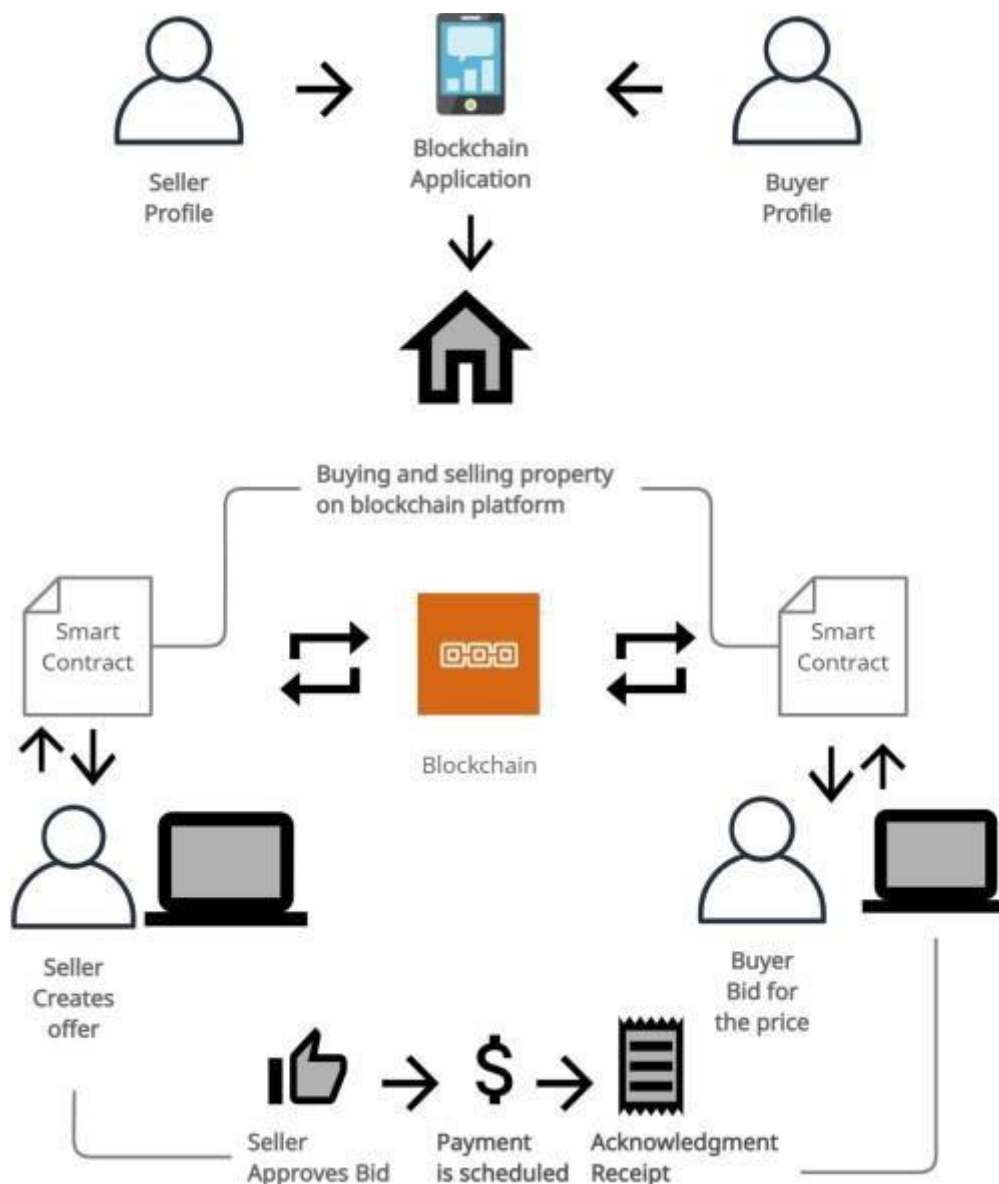 Seller
Profile
Blockchain
Application
Buyer
Profile
Buying and selling property
on blockchain platform
Smart
Contract
Blockchain
Smart
Contract
Seller
Creates
offer
Buyer
Bid for
the price
Seller
Approves Bid
Payment
is scheduled
Acknowledgment
Receipt